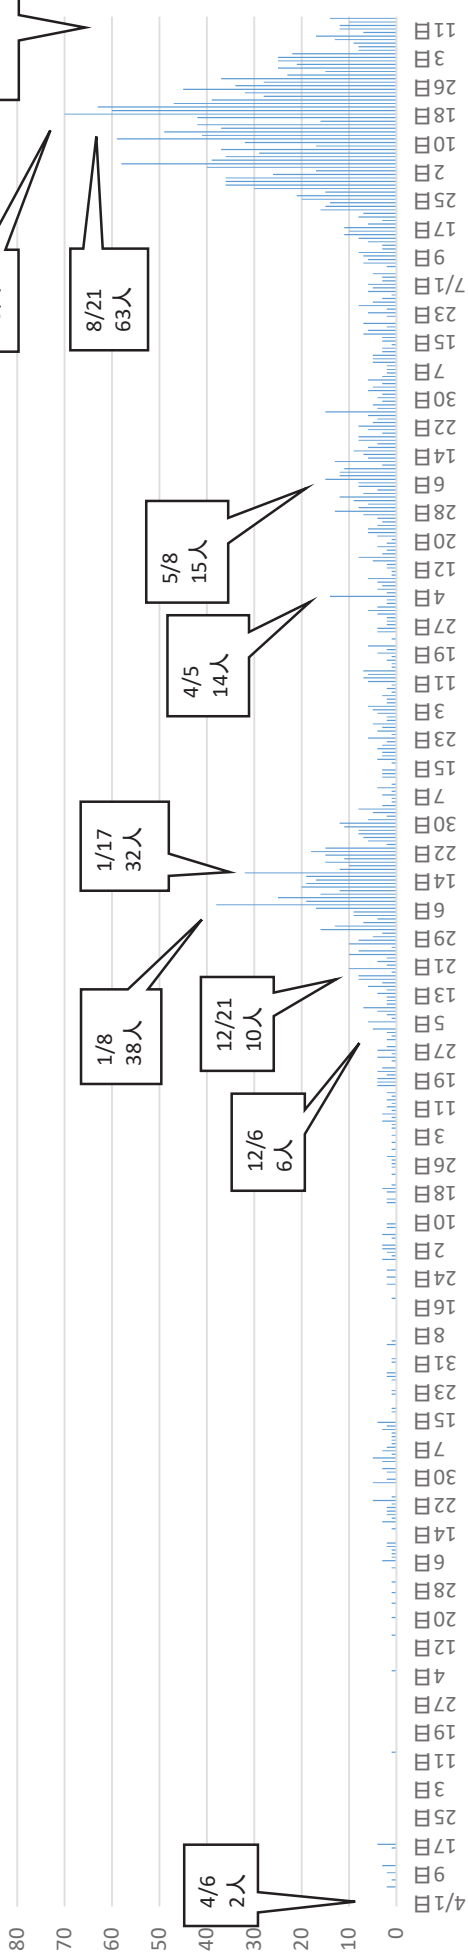 80
70
60
50
40
30
20
10
0
4/6
2人
12/6
6人
12/21
10人
1/8
38人
1/17
32人
4/5
14人
5/8
15人
8/21
63人
4/1日
9日
17日
25日
3日
11日
19日
27日
4日
12日
20日
28日
6日
14日
22日
30日
7日
15日
23日
31日
8日
16日
24日
2日
10日
18日
26日
3日
11日
19日
27日
5日
13日
21日
29日
6日
14日
22日
30日
7日
15日
23日
3日
11日
19日
27日
4日
12日
20日
28日
6日
14日
22日
30日
7日
15日
23日
7/1日
9日
17日
25日
2日
10日
18日
26日
3日
11日